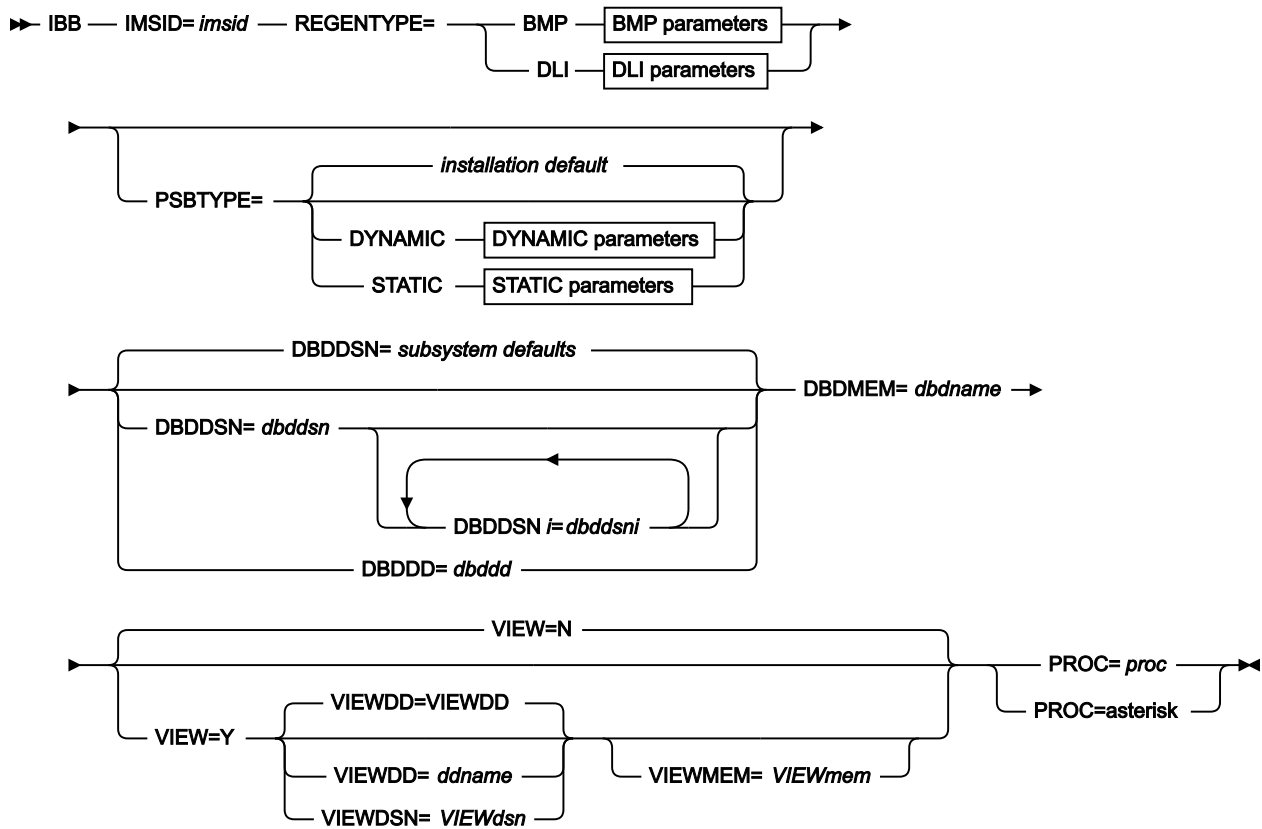 IBB IMSID= imsid REGENTYPE= BMP BMP parameters
DLI DLI parameters
installation default
PSBTYPE=
DYNAMIC DYNAMIC parameters
STATIC STATIC parameters
DBDDSN= subsystem defaults
DBDMEM= dbdname
DBDDSN= dbddsn
DBDDSN i=dbddsni
DBDDD= dbddd
VIEW=N
PROC= proc
VIEWDD=VIEWDD
PROC=asterisk
VIEW=Y
VIEWDD= ddname
VIEWMEM= VIEWmem
VIEWDSN= VIEWdsn